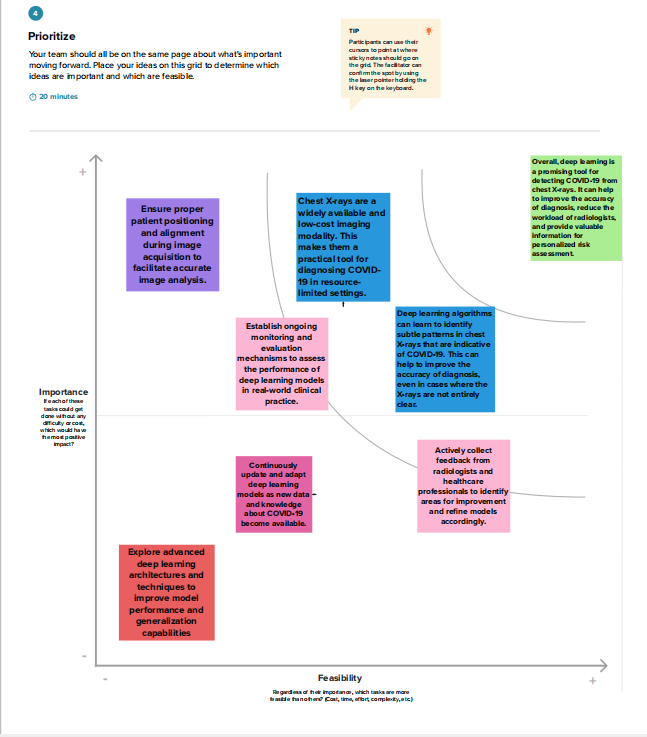 4
Prioritize
Your team should all be on the same page about what's important
moving forward. Place your ideas on this grid to determine which
ideas are important and which are feasible.
20 minutes
TIP
Participants can use their
cursors to point at where
sticky notes should go on
the grid. The facilitator can
confirm the spot by using
the laser pointer holding the
H key on the keyboard.
+
Ensure proper
patient positioning
and alignment
during image
acquisition to
facilitate accurate
image analysis.
Chest X-rays are a
widely available and
low-cost imaging
modality. This
makes them a
practical tool for
diagnosing COVID-
19 in resource-
limited settings.
Overall, deep learning is
a promising tool for
detecting COVID-19 from
chest X-rays. It can help
to improve the accuracy
of diagnosis, reduce the
workload of radiologists,
and provide valuable
information for
personalized risk
assessment.
Establish ongoing
monitoring and
evaluation
mechanisms to assess
the performance of
deep learning models
in real-world clinical
practice.
Deep learning algorithms
can learn to identify
subtle patterns in chest
X-rays that are indicative
of COVID-19. This can
help to improve the
accuracy of diagnosis,
even in cases where the
X-rays are not entirely
clear.
Importance
If each of these
tasks could get
done without any
difficulty or cost,
which would have
the most positive
impact?
Continuously
update and adapt
deep learning
models as new data
and knowledge
about COVID-19
become available.
Actively collect
feedback from
radiologists and
healthcare
professionals to identify
areas for improvement
and refine models
accordingly.
Explore advanced
deep learning
architectures and
techniques to
improve model
performance and
generalization
capabilities
-
-
Feasibility
+
Regardless of their importance, which tasks are more
feasible than others? (Cost, time, effort, complexity, etc.)